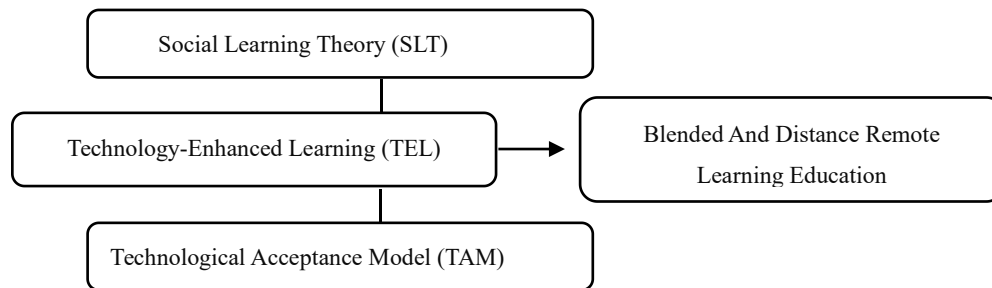 Social Learning Theory (SLT)
Technology-Enhanced Learning (TEL)
Blended And Distance Remote
Learning Education
Technological Acceptance Model (TAM)